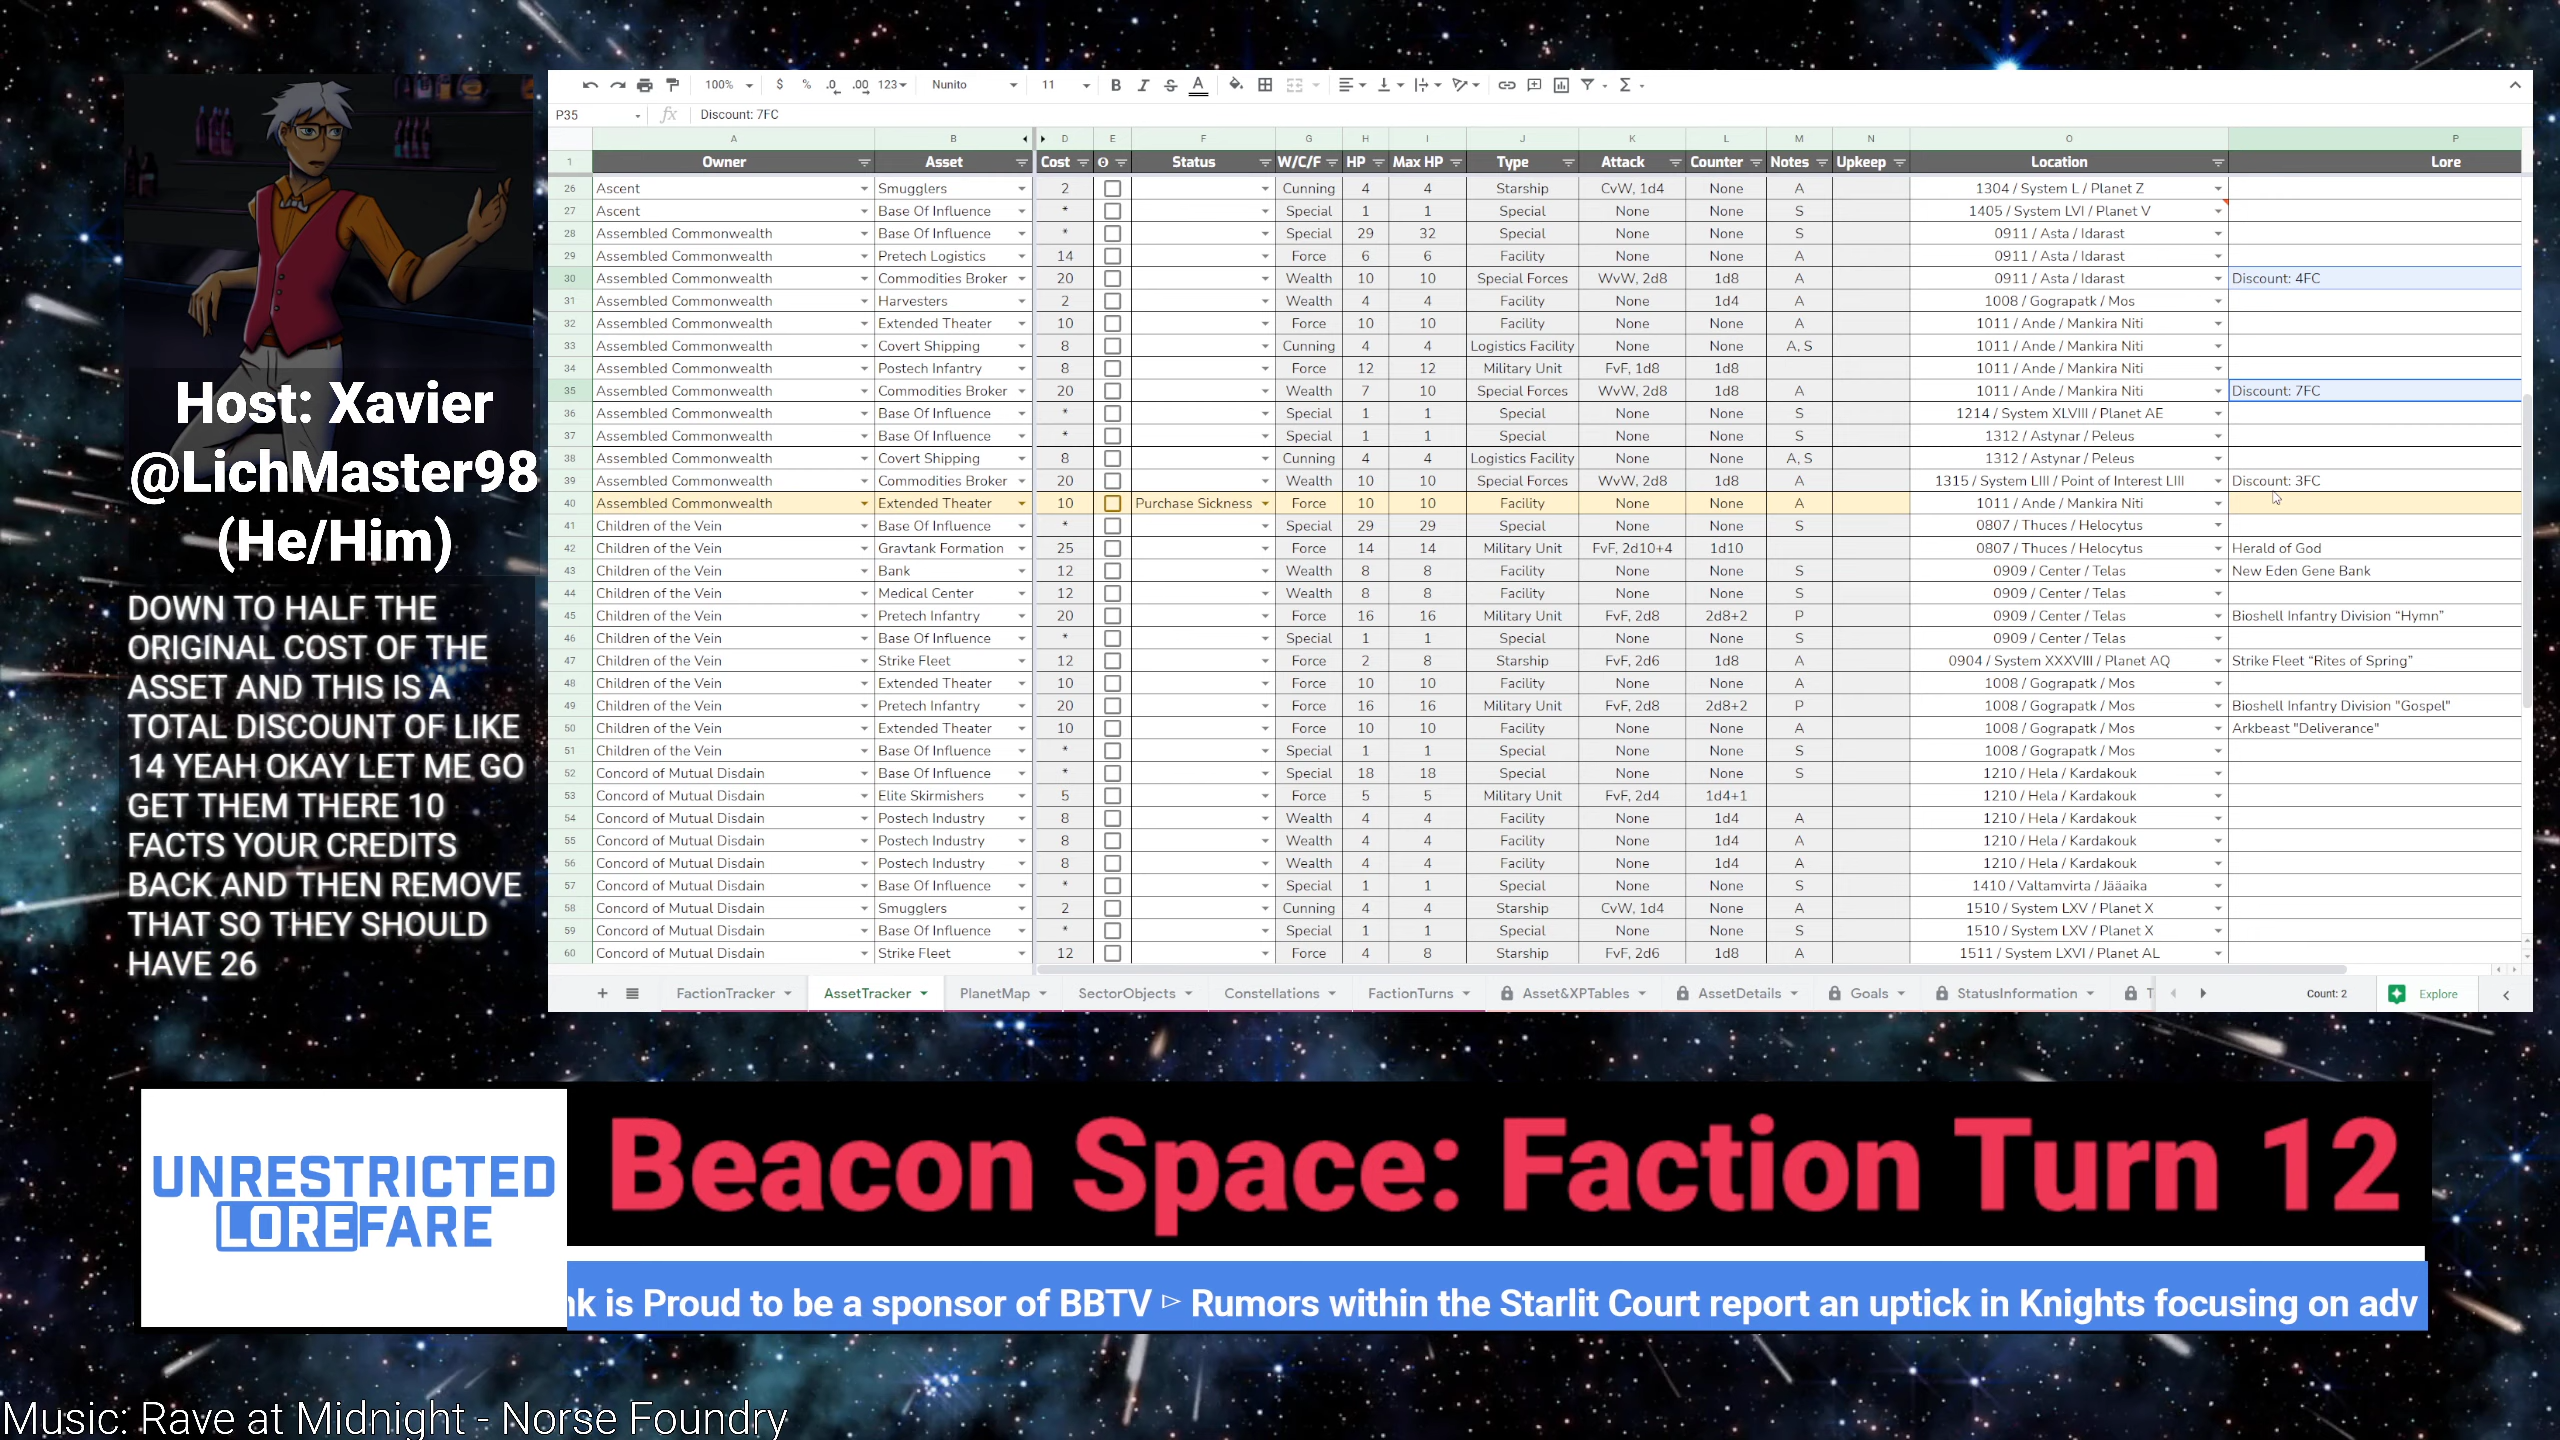 100%
$
%
.0
.00
123
Nunito
11
B
I
S
A
P35
fx
Discount: 7FC
A B D E F G H I J K L M N O P
1 Owner Asset Cost Θ Status W/C/F HP Max HP Type Attack Counter Notes Upkeep Location Lore
26 Ascent Smugglers 2 Cunning 4 4 Starship CvW, 1d4 None A 1304 / System L / Planet Z
27 Ascent Base Of Influence * Special 1 1 Special None None S 1405 / System LVI / Planet V
28 Assembled Commonwealth Base Of Influence * Special 29 32 Special None None S 0911 / Asta / Idarast
29 Assembled Commonwealth Pretech Logistics 14 Force 6 6 Facility None None A 0911 / Asta / Idarast
30 Assembled Commonwealth Commodities Broker 20 Wealth 10 10 Special Forces WvW, 2d8 1d8 A 0911 / Asta / Idarast Discount: 4FC
31 Assembled Commonwealth Harvesters 2 Wealth 4 4 Facility None 1d4 A 1008 / Gograpatk / Mos
32 Assembled Commonwealth Extended Theater 10 Force 10 10 Facility None None A 1011 / Ande / Mankira Niti
33 Assembled Commonwealth Covert Shipping 8 Cunning 4 4 Logistics Facility None None A, S 1011 / Ande / Mankira Niti
34 Assembled Commonwealth Postech Infantry 8 Force 12 12 Military Unit FvF, 1d8 1d8 1011 / Ande / Mankira Niti
35 Assembled Commonwealth Commodities Broker 20 Wealth 7 10 Special Forces WvW, 2d8 1d8 A 1011 / Ande / Mankira Niti Discount: 7FC
36 Assembled Commonwealth Base Of Influence * Special 1 1 Special None None S 1214 / System XLVIII / Planet AE
37 Assembled Commonwealth Base Of Influence * Special 1 1 Special None None S 1312 / Astynar / Peleus
38 Assembled Commonwealth Covert Shipping 8 Cunning 4 4 Logistics Facility None None A, S 1312 / Astynar / Peleus
39 Assembled Commonwealth Commodities Broker 20 Wealth 10 10 Special Forces WvW, 2d8 1d8 A 1315 / System LIII / Point of Interest LIII Discount: 3FC
40 Assembled Commonwealth Extended Theater 10 Purchase Sickness Force 10 10 Facility None None A 1011 / Ande / Mankira Niti
41 Children of the Vein Base Of Influence * Special 29 29 Special None None S 0807 / Thuces / Helocytus
42 Children of the Vein Gravtank Formation 25 Force 14 14 Military Unit FvF, 2d10+4 1d10 0807 / Thuces / Helocytus Herald of God
43 Children of the Vein Bank 12 Wealth 8 8 Facility None None S 0909 / Center / Telas New Eden Gene Bank
44 Children of the Vein Medical Center 12 Wealth 8 8 Facility None None S 0909 / Center / Telas
45 Children of the Vein Pretech Infantry 20 Force 16 16 Military Unit FvF, 2d8 2d8+2 P 0909 / Center / Telas Bioshell Infantry Division “Hymn”
46 Children of the Vein Base Of Influence * Special 1 1 Special None None S 0909 / Center / Telas
47 Children of the Vein Strike Fleet 12 Force 2 8 Starship FvF, 2d6 1d8 A 0904 / System XXXVIII / Planet AQ Strike Fleet “Rites of Spring”
48 Children of the Vein Extended Theater 10 Force 10 10 Facility None None A 1008 / Gograpatk / Mos
49 Children of the Vein Pretech Infantry 20 Force 16 16 Military Unit FvF, 2d8 2d8+2 P 1008 / Gograpatk / Mos Bioshell Infantry Division "Gospel"
50 Children of the Vein Extended Theater 10 Force 10 10 Facility None None A 1008 / Gograpatk / Mos Arkbeast "Deliverance"
51 Children of the Vein Base Of Influence * Special 1 1 Special None None S 1008 / Gograpatk / Mos
52 Concord of Mutual Disdain Base Of Influence * Special 18 18 Special None None S 1210 / Hela / Kardakouk
53 Concord of Mutual Disdain Elite Skirmishers 5 Force 5 5 Military Unit FvF, 2d4 1d4+1 1210 / Hela / Kardakouk
54 Concord of Mutual Disdain Postech Industry 8 Wealth 4 4 Facility None 1d4 A 1210 / Hela / Kardakouk
55 Concord of Mutual Disdain Postech Industry 8 Wealth 4 4 Facility None 1d4 A 1210 / Hela / Kardakouk
56 Concord of Mutual Disdain Postech Industry 8 Wealth 4 4 Facility None 1d4 A 1210 / Hela / Kardakouk
57 Concord of Mutual Disdain Base Of Influence * Special 1 1 Special None None S 1410 / Valtamvirta / Jääaika
58 Concord of Mutual Disdain Smugglers 2 Cunning 4 4 Starship CvW, 1d4 None A 1510 / System LXV / Planet X
59 Concord of Mutual Disdain Base Of Influence * Special 1 1 Special None None S 1510 / System LXV / Planet X
60 Concord of Mutual Disdain Strike Fleet 12 Force 4 8 Starship FvF, 2d6 1d8 A 1511 / System LXVI / Planet AL
FactionTracker AssetTracker PlanetMap SectorObjects Constellations FactionTurns Asset&XPTables AssetDetails Goals StatusInformation T Count: 2 Explore
Host: Xavier
@LichMaster98
(He/Him)
DOWN TO HALF THE
ORIGINAL COST OF THE
ASSET AND THIS IS A
TOTAL DISCOUNT OF LIKE
14 YEAH OKAY LET ME GO
GET THEM THERE 10
FACTS YOUR CREDITS
BACK AND THEN REMOVE
THAT SO THEY SHOULD
HAVE 26
UNRESTRICTED
LOREFARE
Beacon Space: Faction Turn 12
nk is Proud to be a sponsor of BBTV ▻ Rumors within the Starlit Court report an uptick in Knights focusing on adv
Music: Rave at Midnight - Norse Foundry